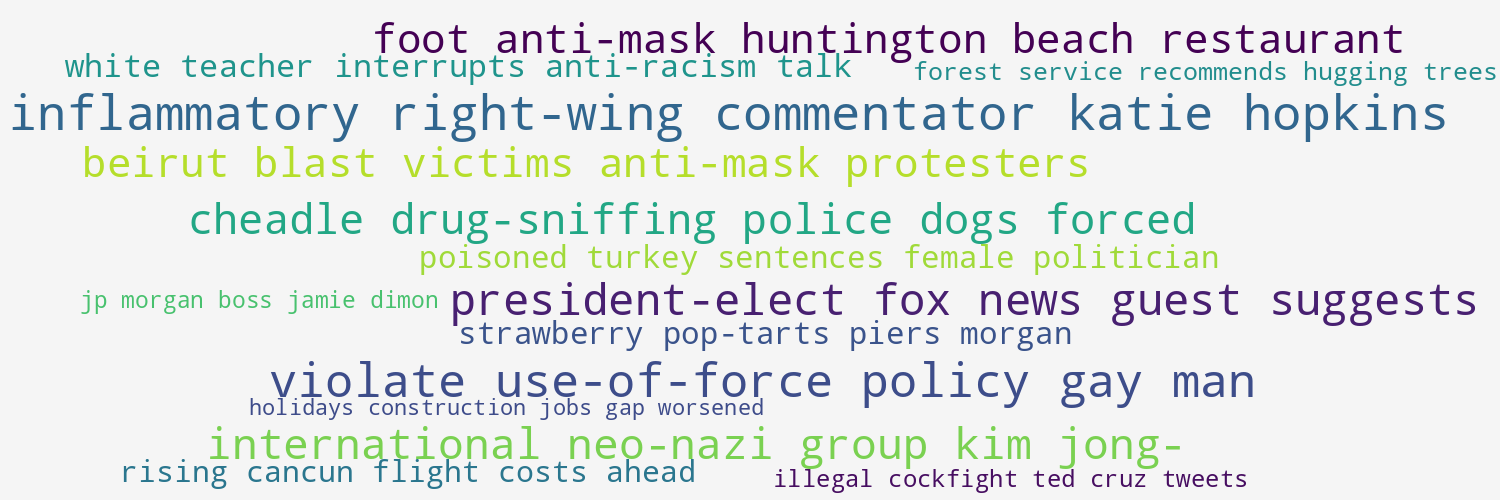 foot anti-mask huntington beach restaurant
white teacher interrupts anti-racism talk
forest service recommends hugging trees
inflammatory right-wing commentator katie hopkins
beirut blast victims anti-mask protesters
cheadle drug-sniffing police dogs forced
poisoned turkey sentences female politician
jp morgan boss jamie dimon
president-elect fox news guest suggests
strawberry pop-tarts piers morgan
violate use-of-force policy gay man
holidays construction jobs gap worsened
international neo-nazi group kim jong-
rising cancun flight costs ahead
illegal cockfight ted cruz tweets